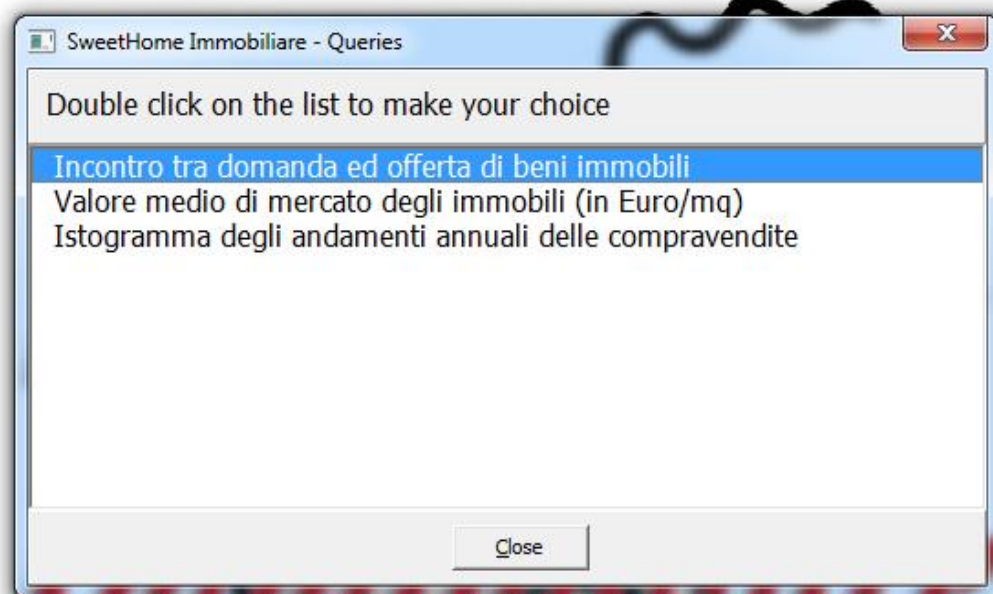 SweetHome Immobiliare - Queries
Double click on the list to make your choice
Incontro tra domanda ed offerta di beni immobili
Valore medio di mercato degli immobili (in Euro/mq)
Istogramma degli andamenti annuali delle compravendite
Close